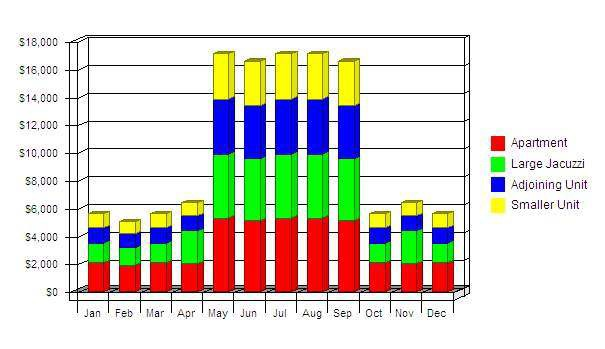 $18,000
$16,000
$14,000
$12,000
$10,000
$8,000
$6,000
$4,000
$2,000
$0
Jan Feb Mar Apr May Jun Jul Aug Sep Oct Nov Dec
Apartment
Large Jacuzzi
Adjoining Unit
Smaller Unit